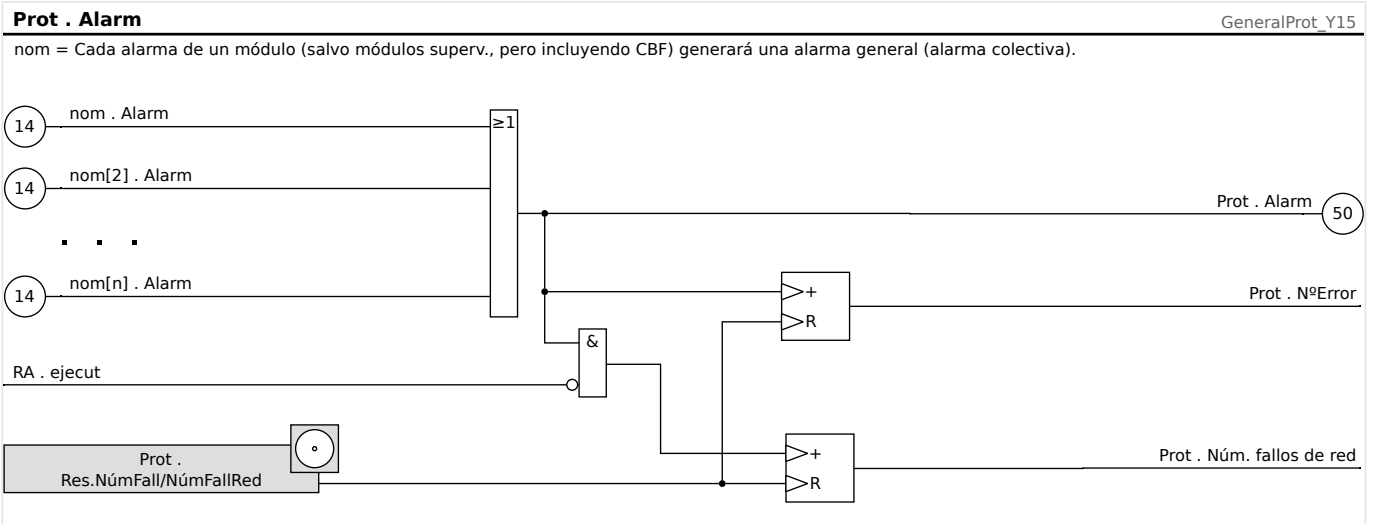 Prot . Alarm
GeneralProt_Y15
nom = Cada alarma de un módulo (salvo módulos superv., pero incluyendo CBF) generará una alarma general (alarma colectiva).
14
nom . Alarm
≥1
14
nom[2] . Alarm
Prot . Alarm
50
. . .
14
nom[n] . Alarm
+
R
Prot . NºError
&
RA . ejecut
Prot .
Res.NúmFall/NúmFallRed
+
R
Prot . Núm. fallos de red